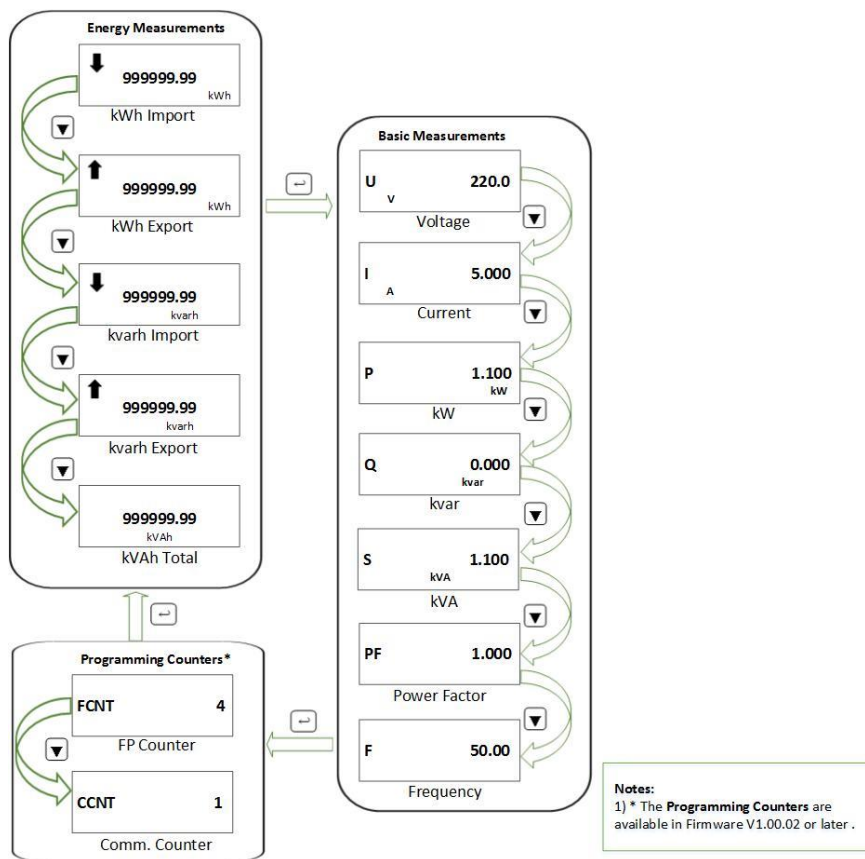 Energy Measurements
999999.99
kWh
kWh Import
999999.99
kWh
kWh Export
999999.99
kvarh
kvarh Import
999999.99
kvarh
kvarh Export
999999.99
kVAh
kVAh Total
Basic Measurements
U 220.0
V
Voltage
I 5.000
A
Current
P 1.100
kW
kW
Q 0.000
kvar
kvar
S 1.100
kVA
kVA
PF 1.000
Power Factor
F 50.00
Frequency
Programming Counters*
FCNT 4
FP Counter
CCNT 1
Comm. Counter
Notes:
1) * The Programming Counters are
available in Firmware V1.00.02 or later .